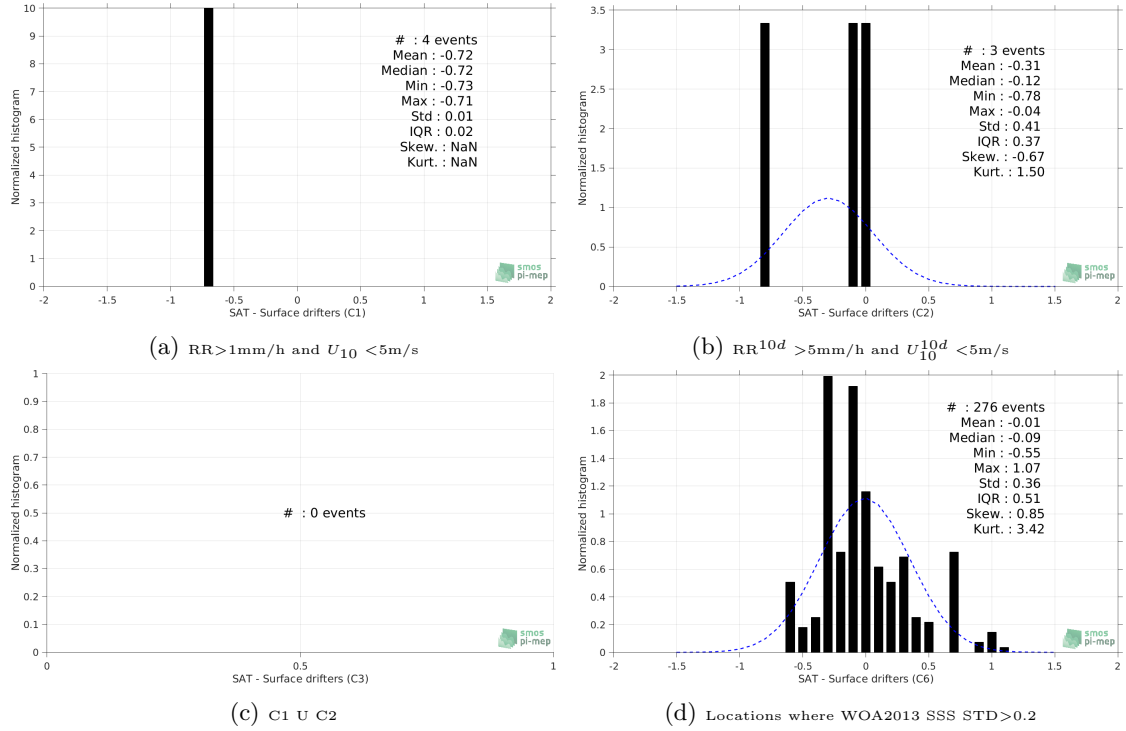 10
9
8
7
6
5
4
3
2
1
0
Normalized histogram
# : 4 events
Mean : -0.72
Median : -0.72
Min : -0.73
Max : -0.71
Std : 0.01
IQR : 0.02
Skew. : NaN
Kurt. : NaN
smos
pi-mep
-2 -1.5 -1 -0.5 0 0.5 1 1.5 2
SAT - Surface drifters (C1)
(a) RR>1mm/h and U10 <5m/s
3.5
3
2.5
2
1.5
1
0.5
0
Normalized histogram
# : 3 events
Mean : -0.31
Median : -0.12
Min : -0.78
Max : -0.04
Std : 0.41
IQR : 0.37
Skew. : -0.67
Kurt. : 1.50
smos
pi-mep
-2 -1.5 -1 -0.5 0 0.5 1 1.5 2
SAT - Surface drifters (C2)
(b) RR^10d >5mm/h and U10^10d <5m/s
1
0.9
0.8
0.7
0.6
0.5
0.4
0.3
0.2
0.1
0
Normalized histogram
# : 0 events
smos
pi-mep
0 0.5 1
SAT - Surface drifters (C3)
(c) C1 U C2
2
1.8
1.6
1.4
1.2
1
0.8
0.6
0.4
0.2
0
Normalized histogram
# : 276 events
Mean : -0.01
Median : -0.09
Min : -0.55
Max : 1.07
Std : 0.36
IQR : 0.51
Skew. : 0.85
Kurt. : 3.42
smos
pi-mep
-2 -1.5 -1 -0.5 0 0.5 1 1.5 2
SAT - Surface drifters (C6)
(d) Locations where WOA2013 SSS STD>0.2